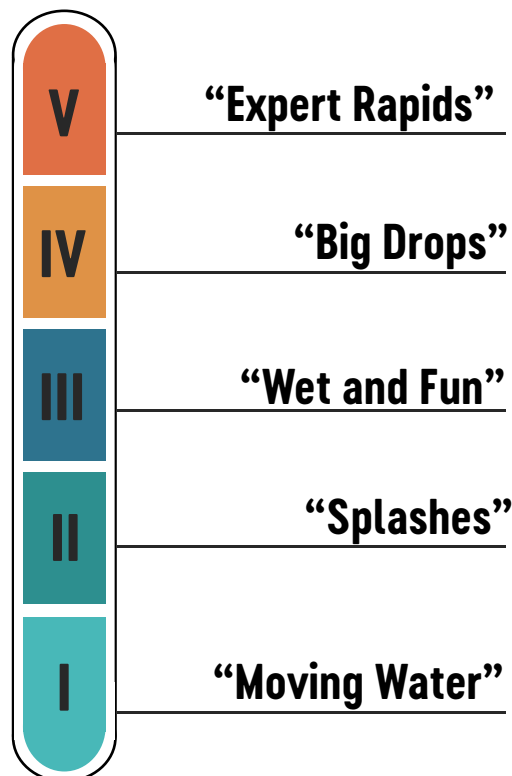 V
“Expert Rapids”
IV
“Big Drops”
III
“Wet and Fun”
II
“Splashes”
I
“Moving Water”